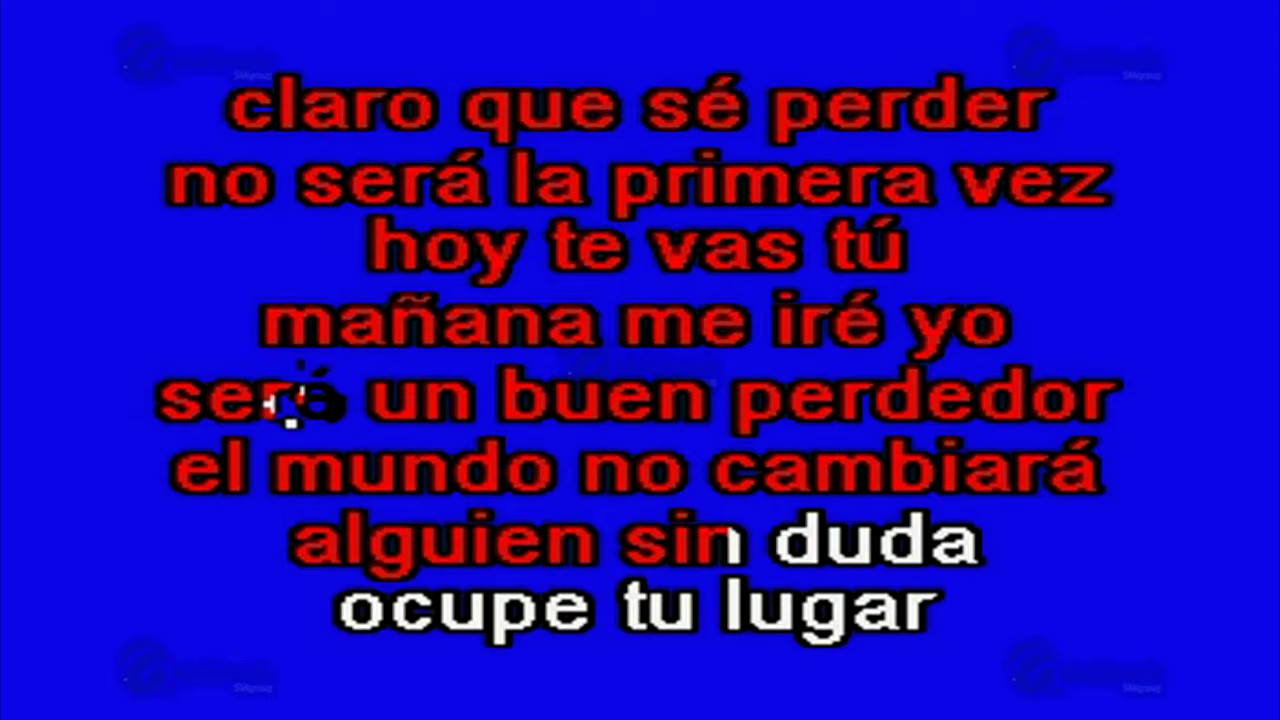 claro que sé perder
no será la primera vez
hoy te vas tú
mañana me iré yo
seré un buen perdedor
el mundo no cambiará
alguien sin duda
ocupe tu lugar